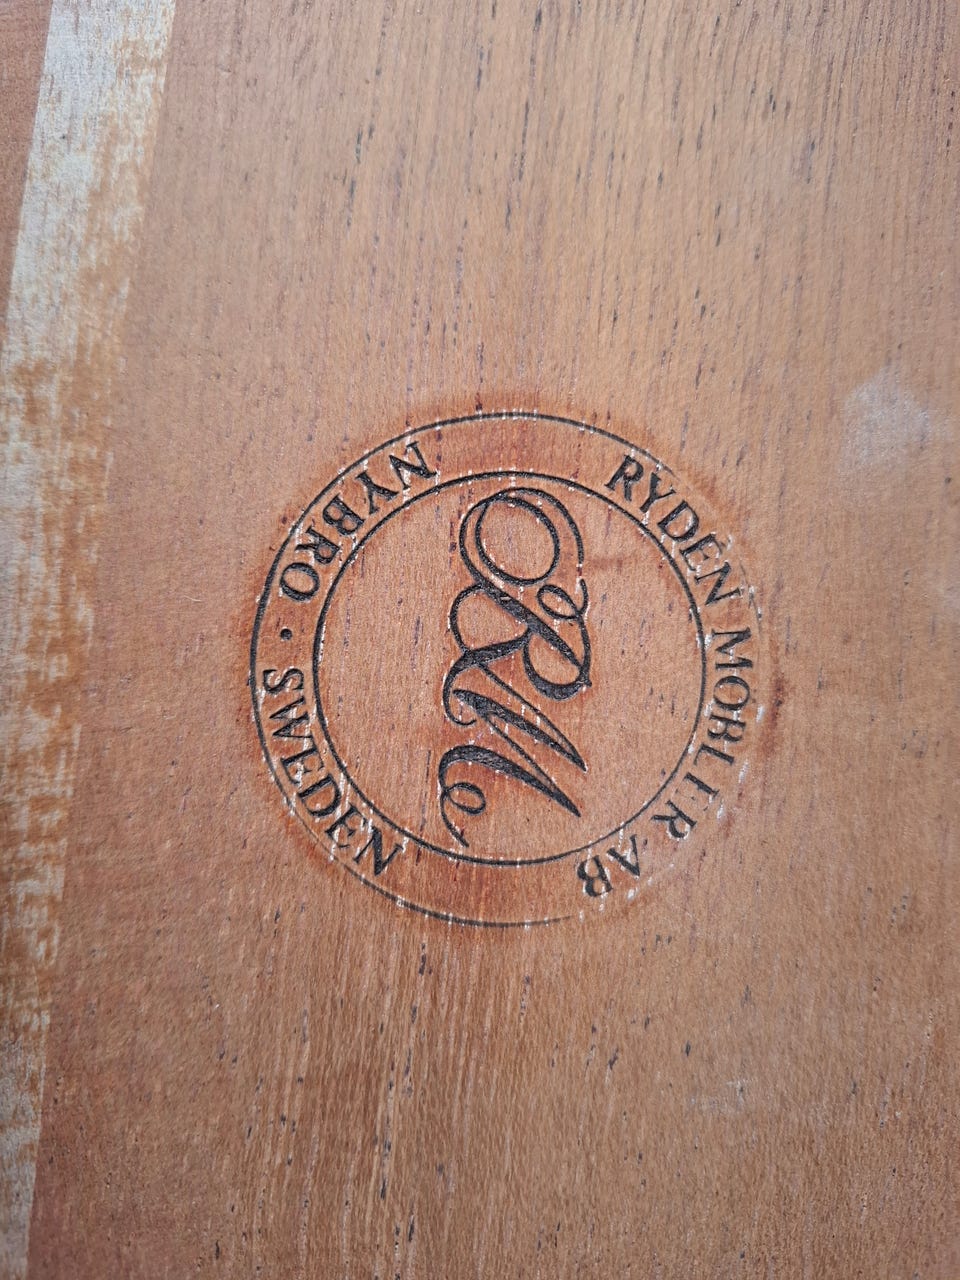 RYDÉN MÖBLER AB
RM
NYBRO · SWEDEN